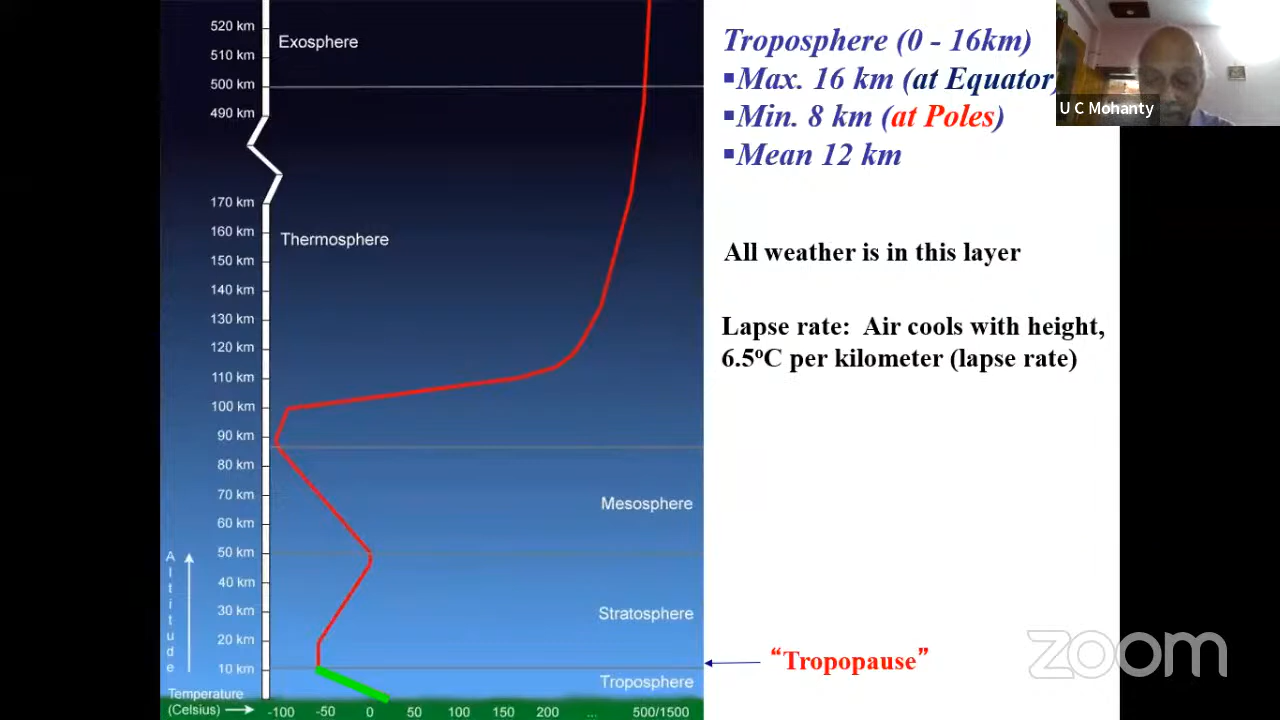 520 km
Exosphere
510 km
500 km
490 km
170 km
160 km
Thermosphere
150 km
140 km
130 km
120 km
110 km
100 km
90 km
80 km
70 km
Mesosphere
60 km
50 km
40 km
30 km
Stratosphere
20 km
10 km
Troposphere
Altitude
Temperature
(Celsius)
-100 -50 0 50 100 150 200 ... 500/1500
Troposphere (0 - 16km)
▪Max. 16 km (at Equator)
▪Min. 8 km (at Poles)
▪Mean 12 km
All weather is in this layer
Lapse rate: Air cools with height,
6.5ºC per kilometer (lapse rate)
“Tropopause”
U C Mohanty
zoom